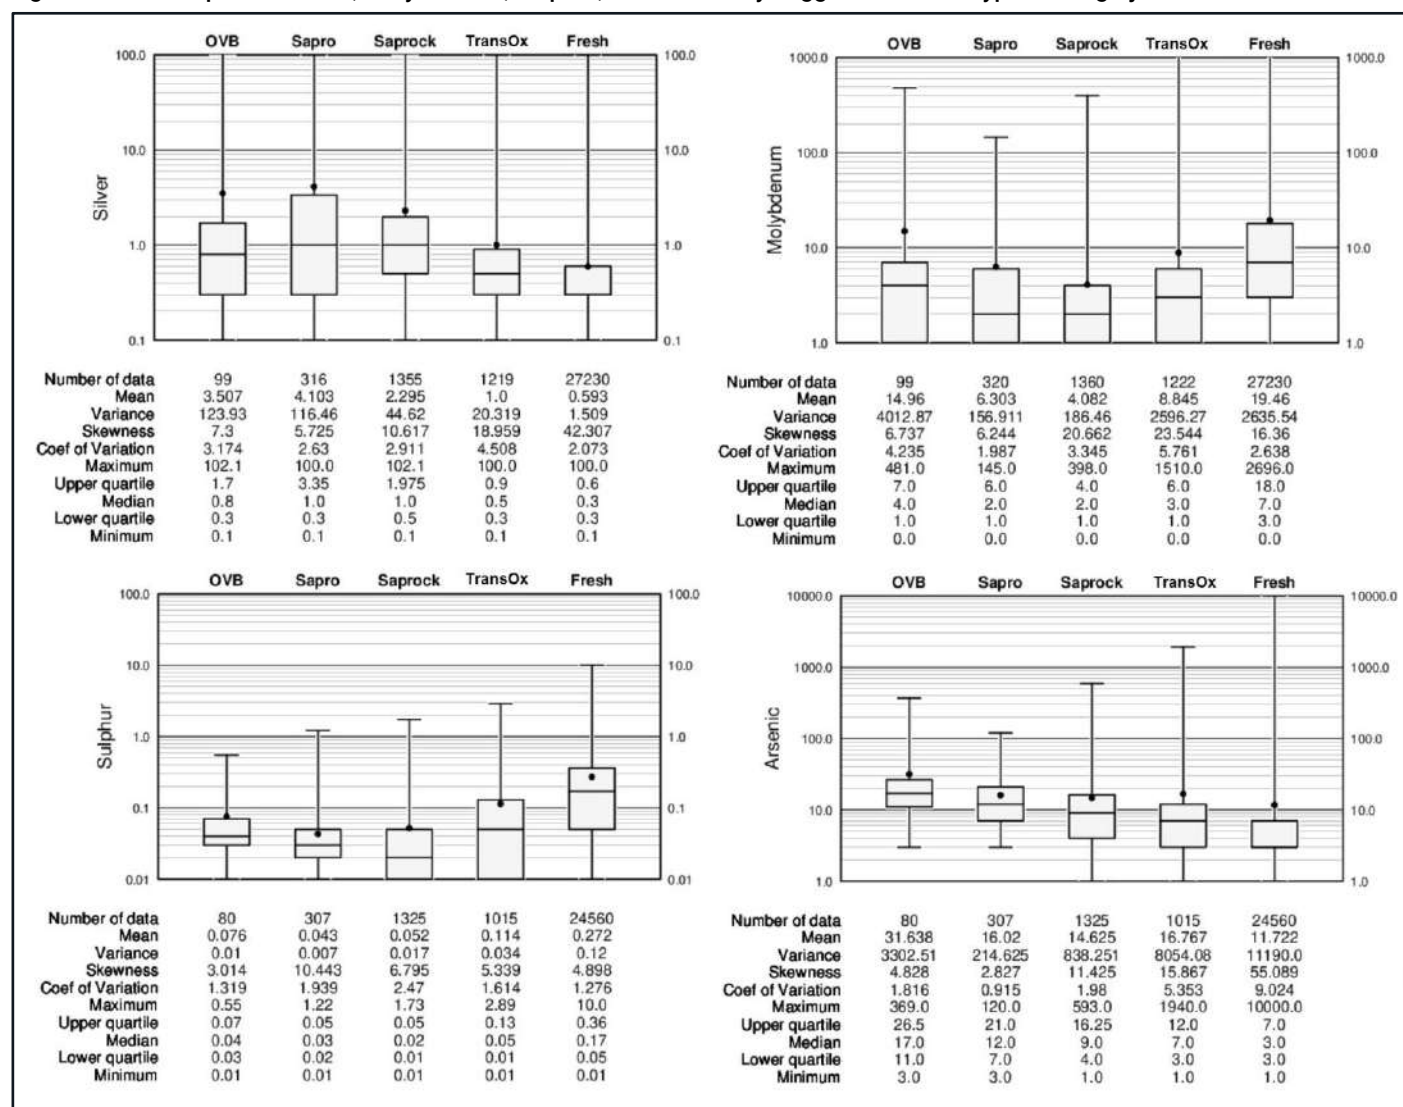 OVB Sapro Saprock TransOx Fresh
100.0 100.0
10.0 10.0
Silver
1.0 1.0
0.1 0.1
Number of data 99 316 1355 1219 27230
Mean 3.507 4.103 2.295 1.0 0.593
Variance 123.93 116.46 44.62 20.319 1.509
Skewness 7.3 5.725 10.617 18.959 42.307
Coef of Variation 3.174 2.63 2.911 4.508 2.073
Maximum 102.1 100.0 102.1 100.0 100.0
Upper quartile 1.7 3.35 1.975 0.9 0.6
Median 0.8 1.0 1.0 0.5 0.3
Lower quartile 0.3 0.3 0.5 0.3 0.3
Minimum 0.1 0.1 0.1 0.1 0.1
OVB Sapro Saprock TransOx Fresh
1000.0 1000.0
100.0 100.0
Molybdenum
10.0 10.0
1.0 1.0
Number of data 99 320 1360 1222 27230
Mean 14.96 6.303 4.082 8.845 19.46
Variance 4012.87 156.911 186.46 2596.27 2635.54
Skewness 6.737 6.244 20.662 23.544 16.36
Coef of Variation 4.235 1.987 3.345 5.761 2.638
Maximum 481.0 145.0 398.0 1510.0 2696.0
Upper quartile 7.0 6.0 4.0 6.0 18.0
Median 4.0 2.0 2.0 3.0 7.0
Lower quartile 1.0 1.0 1.0 1.0 3.0
Minimum 0.0 0.0 0.0 0.0 0.0
OVB Sapro Saprock TransOx Fresh
100.0 100.0
10.0 10.0
Sulphur
1.0 1.0
0.1 0.1
0.01 0.01
Number of data 80 307 1325 1015 24560
Mean 0.076 0.043 0.052 0.114 0.272
Variance 0.01 0.007 0.017 0.034 0.12
Skewness 3.014 10.443 6.795 5.339 4.898
Coef of Variation 1.319 1.939 2.47 1.614 1.276
Maximum 0.55 1.22 1.73 2.89 10.0
Upper quartile 0.07 0.05 0.05 0.13 0.36
Median 0.04 0.03 0.02 0.05 0.17
Lower quartile 0.03 0.02 0.01 0.01 0.05
Minimum 0.01 0.01 0.01 0.01 0.01
OVB Sapro Saprock TransOx Fresh
10000.0 10000.0
1000.0 1000.0
Arsenic
100.0 100.0
10.0 10.0
1.0 1.0
Number of data 80 307 1325 1015 24560
Mean 31.638 16.02 14.625 16.767 11.722
Variance 3302.51 214.625 838.251 8054.08 11190.0
Skewness 4.828 2.827 11.425 15.867 55.089
Coef of Variation 1.816 0.915 1.98 5.353 9.024
Maximum 369.0 120.0 593.0 1940.0 10000.0
Upper quartile 26.5 21.0 16.25 12.0 7.0
Median 17.0 12.0 9.0 7.0 3.0
Lower quartile 11.0 7.0 4.0 3.0 3.0
Minimum 3.0 3.0 1.0 1.0 1.0